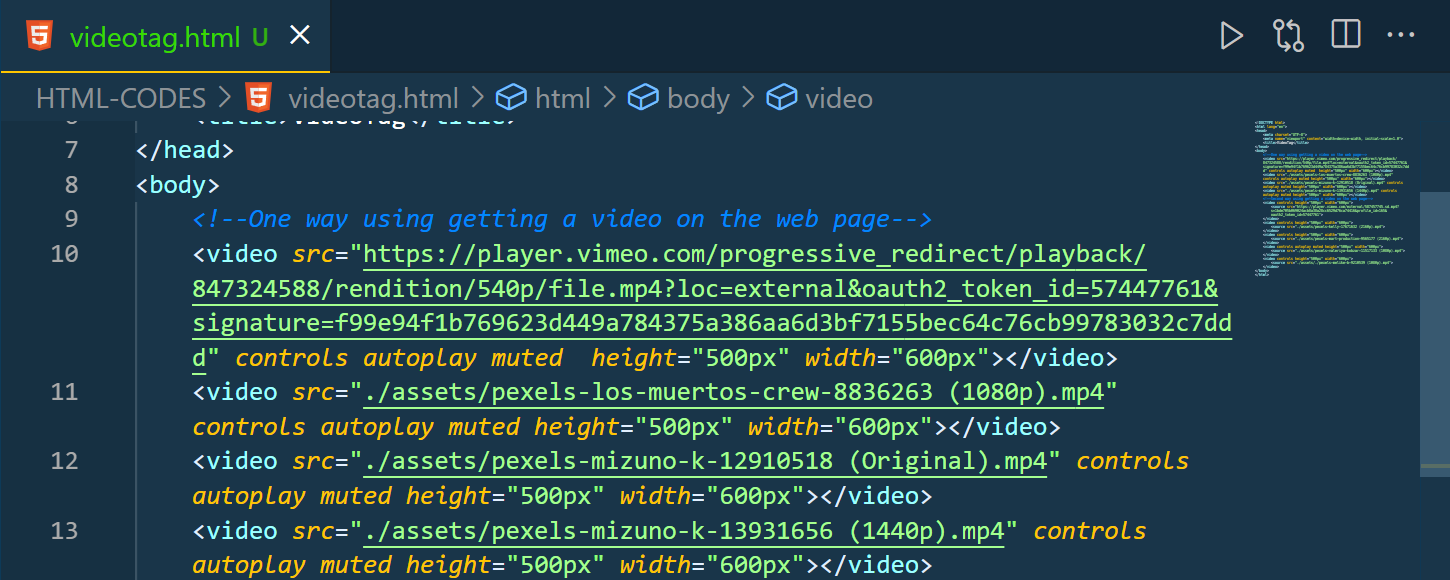 videotag.html U
HTML-CODES > videotag.html > html > body > video
6 <title>VideoTag</title>
7 </head>
8 <body>
9 <!--One way using getting a video on the web page-->
10 <video src="https://player.vimeo.com/progressive_redirect/playback/
847324588/rendition/540p/file.mp4?loc=external&oauth2_token_id=57447761&
signature=f99e94f1b769623d449a784375a386aa6d3bf7155bec64c76cb99783032c7dd
d" controls autoplay muted  height="500px" width="600px"></video>
11 <video src="./assets/pexels-los-muertos-crew-8836263 (1080p).mp4"
controls autoplay muted height="500px" width="600px"></video>
12 <video src="./assets/pexels-mizuno-k-12910518 (Original).mp4" controls
autoplay muted height="500px" width="600px"></video>
13 <video src="./assets/pexels-mizuno-k-13931656 (1440p).mp4" controls
autoplay muted height="500px" width="600px"></video>